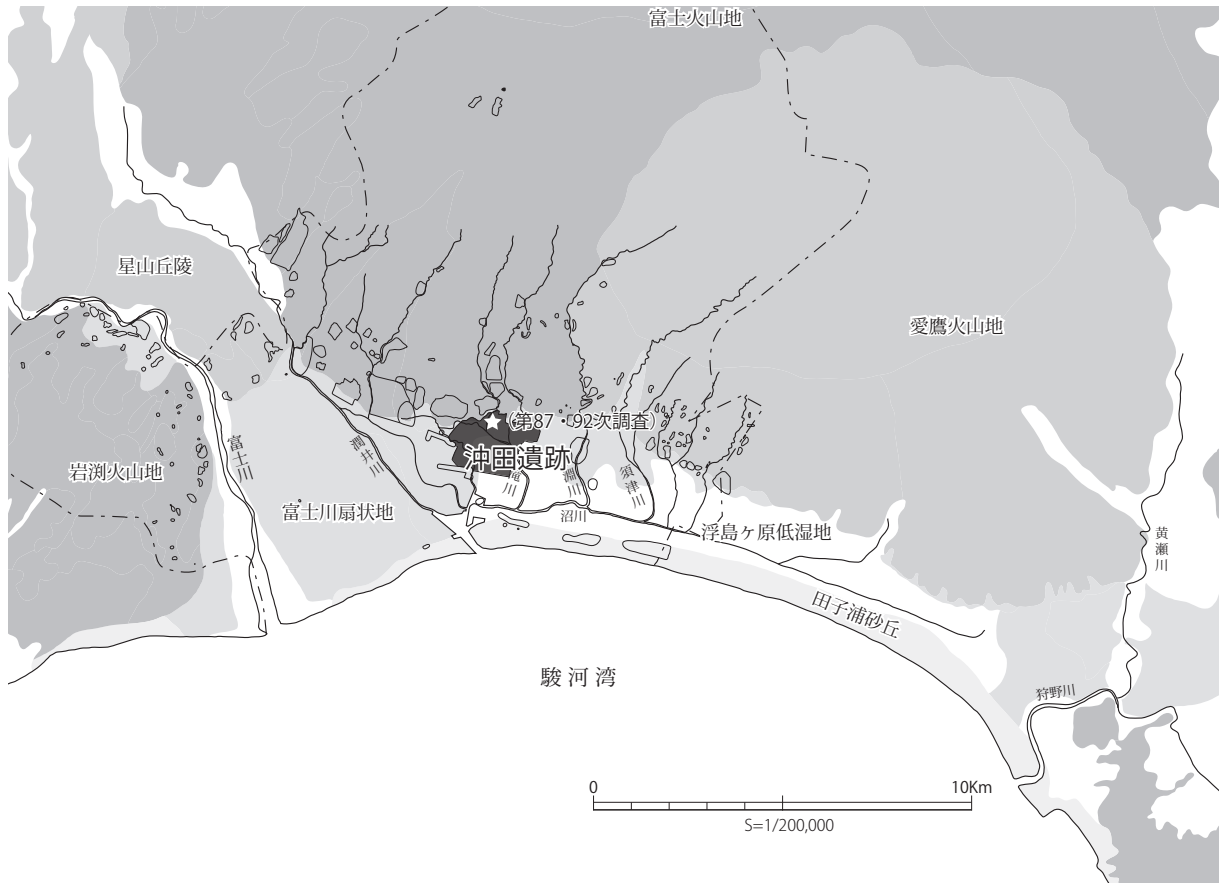 富士火山地
星山丘陵
愛鷹火山地
(第87・92次調査)
沖田遺跡
岩渕火山地
富士川
潤井川
富士川扇状地
滝川
淵川
須津川
沼川
浮島ヶ原低湿地
黄瀬川
田子浦砂丘
駿河湾
狩野川
0 10Km
S=1/200,000